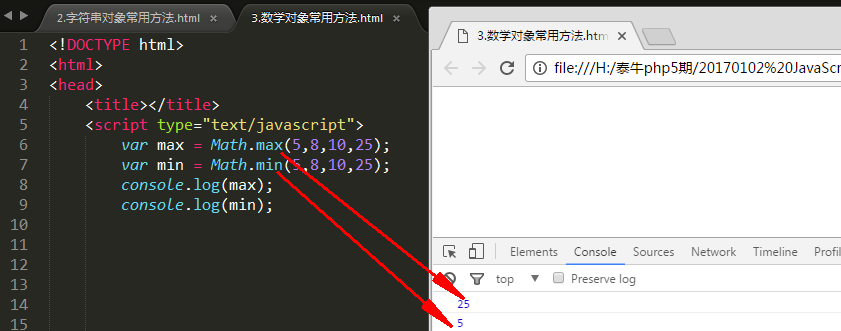 2.字符串对象常用方法.html
3.数学对象常用方法.html
1 <!DOCTYPE html>
2 <html>
3 <head>
4 <title></title>
5 <script type="text/javascript">
6 var max = Math.max(5,8,10,25);
7 var min = Math.min(5,8,10,25);
8 console.log(max);
9 console.log(min);
10
11
12
13
14
15
3.数学对象常用方法.htm
file:///H:/泰牛php5期/20170102%20JavaScr
Elements Console Sources Network Timeline Profil
top Preserve log
25
5